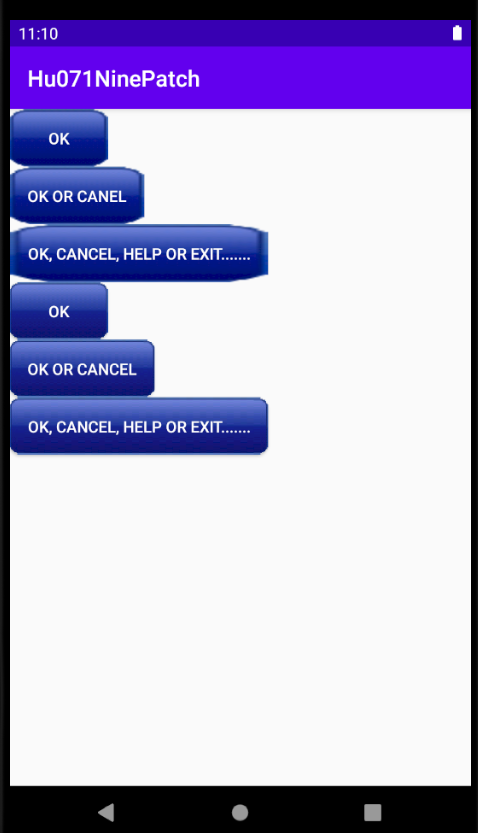 11:10
Hu071NinePatch
OK
OK OR CANEL
OK, CANCEL, HELP OR EXIT.......
OK
OK OR CANCEL
OK, CANCEL, HELP OR EXIT.......